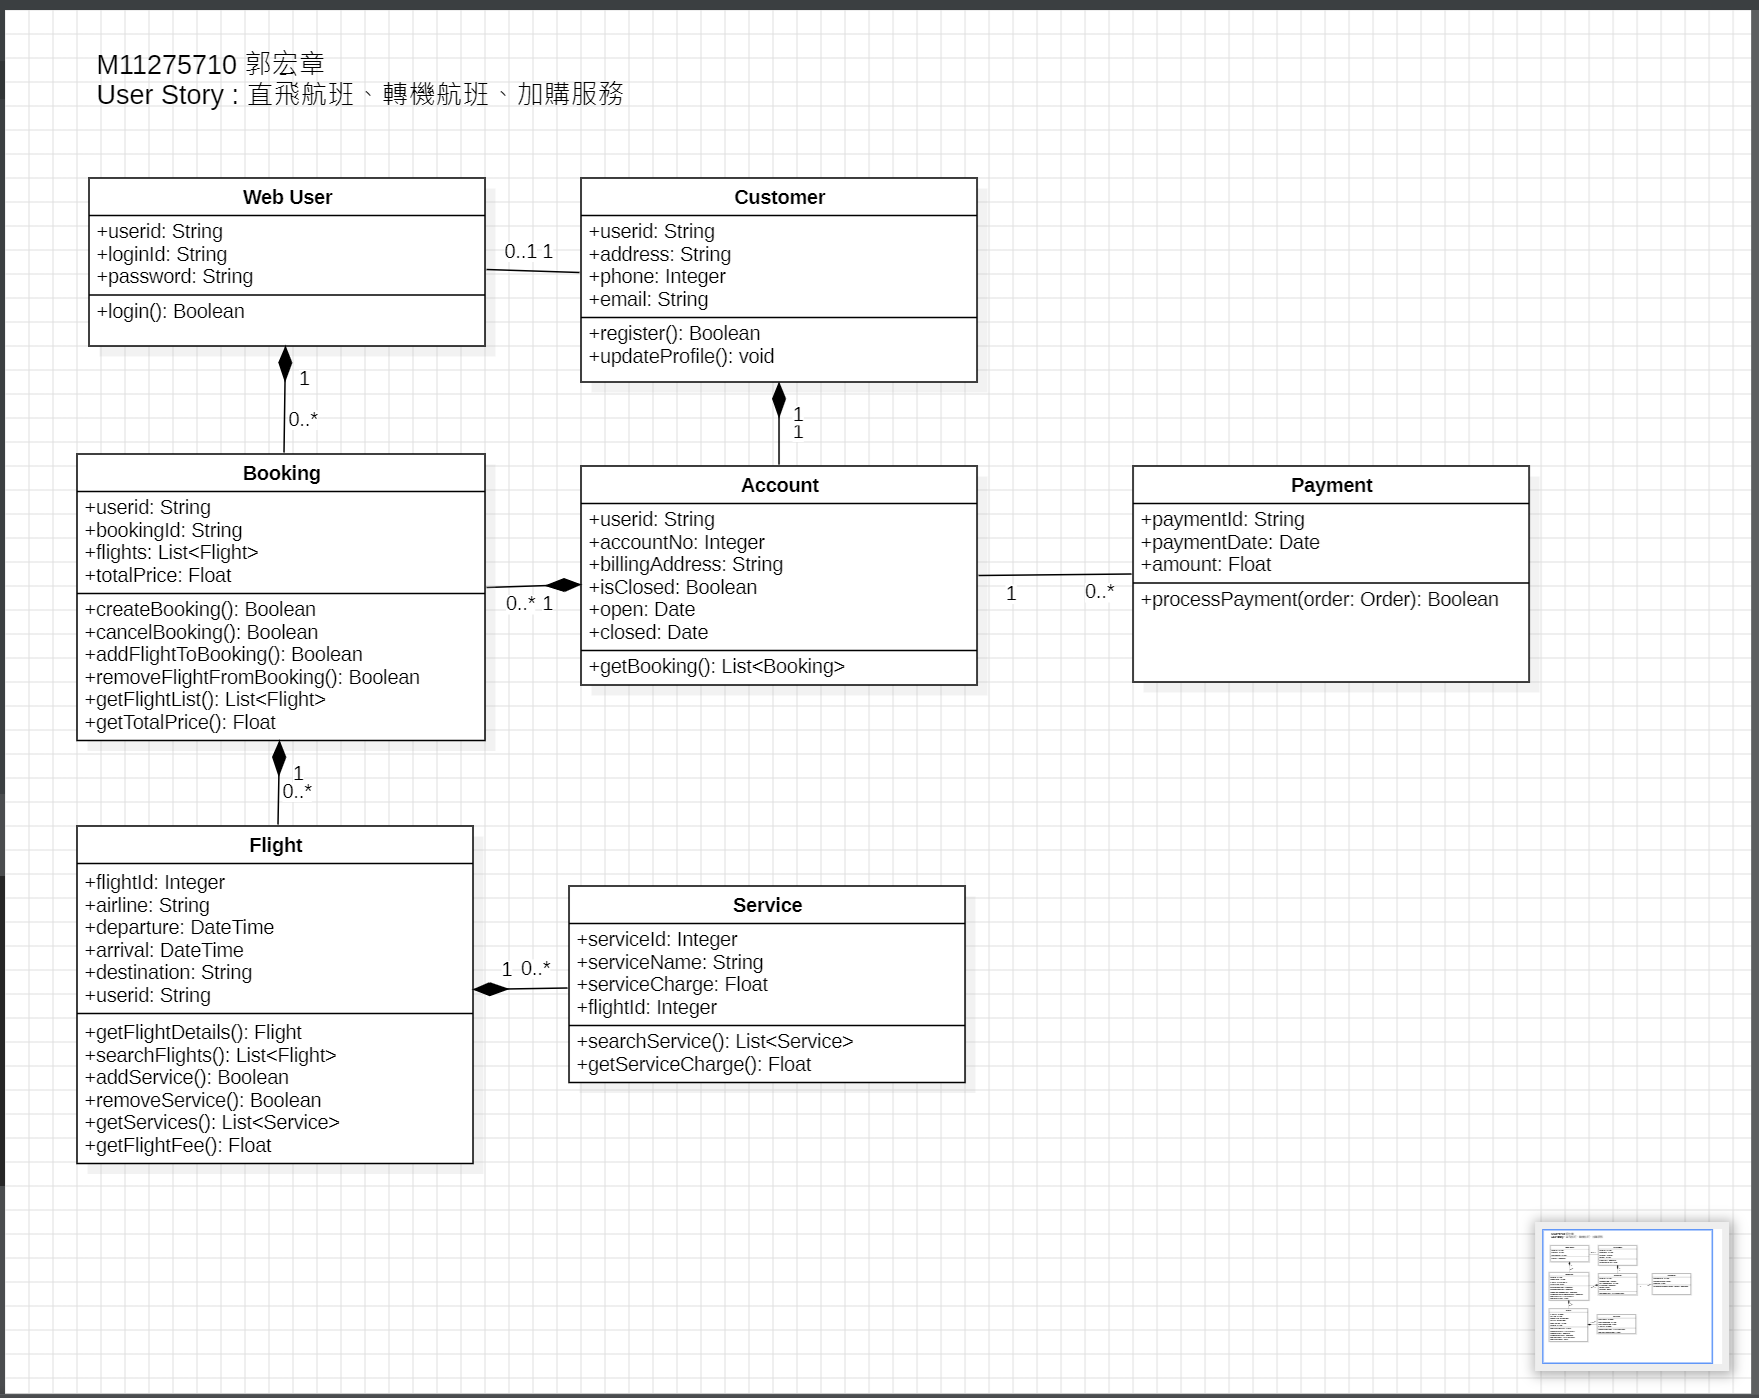 M11275710 郭宏章
User Story : 直飛航班、轉機航班、加購服務
Web User
+userid: String
+loginId: String
+password: String
+login(): Boolean
0..1 1
Customer
+userid: String
+address: String
+phone: Integer
+email: String
+register(): Boolean
+updateProfile(): void
1
0..*
1
1
Booking
+userid: String
+bookingId: String
+flights: List<Flight>
+totalPrice: Float
+createBooking(): Boolean
+cancelBooking(): Boolean
+addFlightToBooking(): Boolean
+removeFlightFromBooking(): Boolean
+getFlightList(): List<Flight>
+getTotalPrice(): Float
0..* 1
Account
+userid: String
+accountNo: Integer
+billingAddress: String
+isClosed: Boolean
+open: Date
+closed: Date
+getBooking(): List<Booking>
1 0..*
Payment
+paymentId: String
+paymentDate: Date
+amount: Float
+processPayment(order: Order): Boolean
1
0..*
Flight
+flightId: Integer
+airline: String
+departure: DateTime
+arrival: DateTime
+destination: String
+userid: String
+getFlightDetails(): Flight
+searchFlights(): List<Flight>
+addService(): Boolean
+removeService(): Boolean
+getServices(): List<Service>
+getFlightFee(): Float
1 0..*
Service
+serviceId: Integer
+serviceName: String
+serviceCharge: Float
+flightId: Integer
+searchService(): List<Service>
+getServiceCharge(): Float